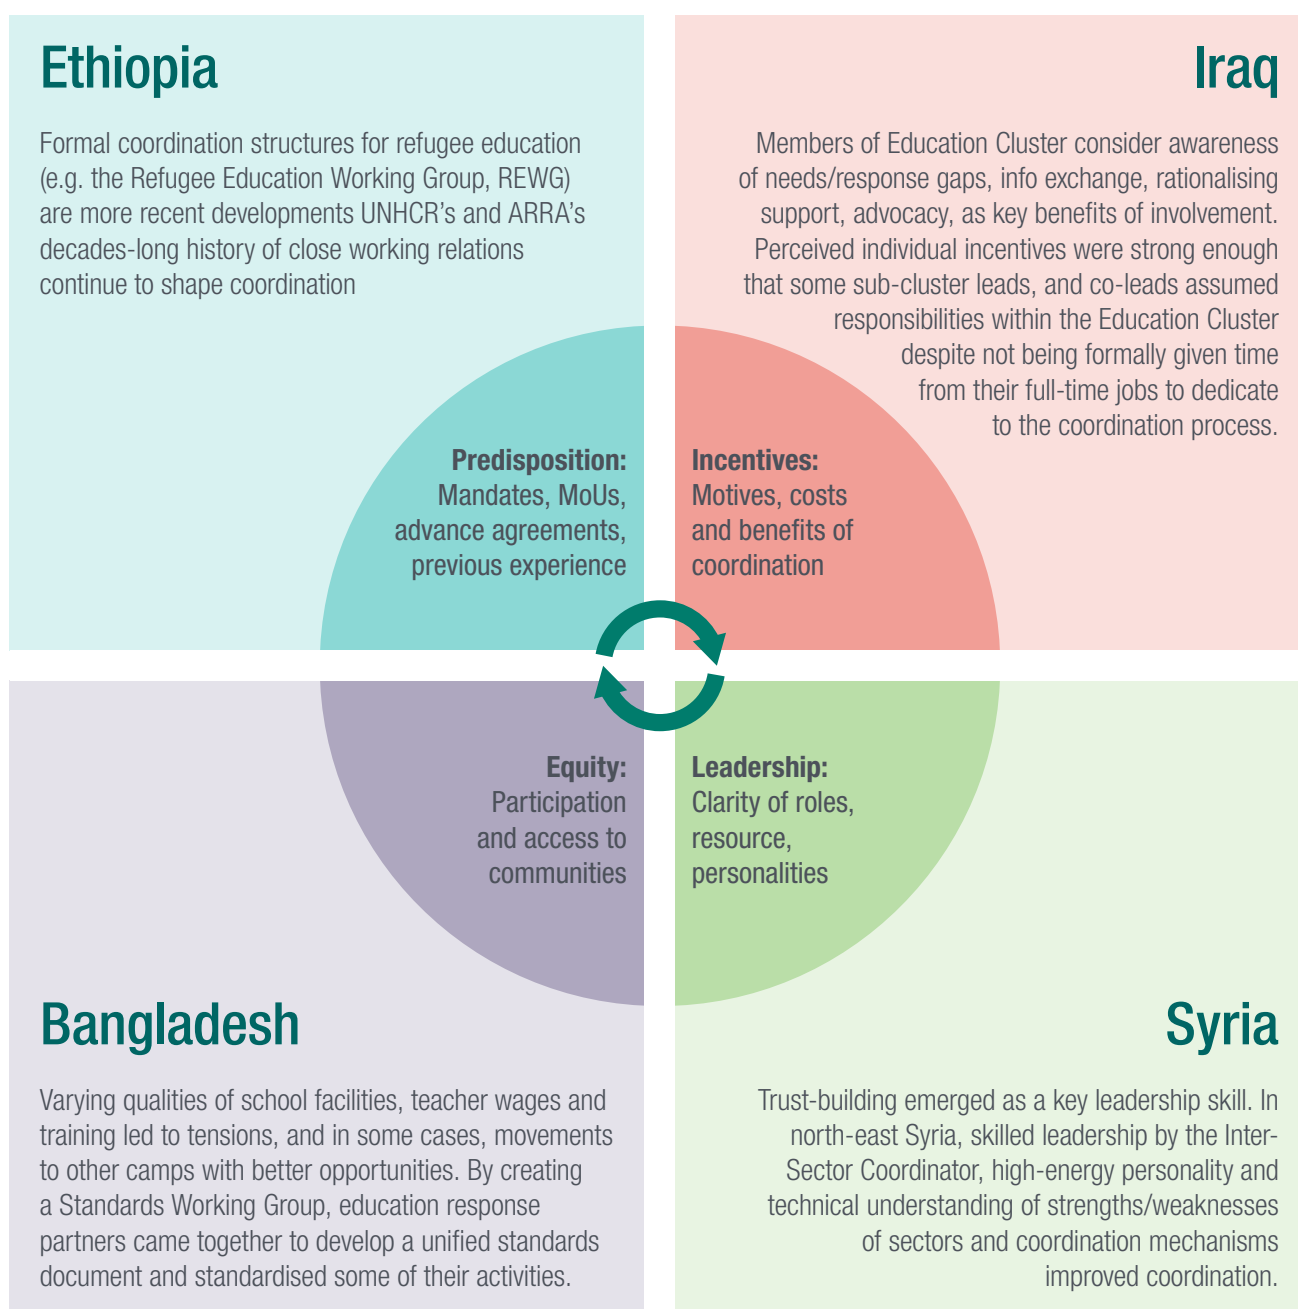 Ethiopia
Formal coordination structures for refugee education
(e.g. the Refugee Education Working Group, REWG)
are more recent developments UNHCR's and ARRA's
decades-long history of close working relations
continue to shape coordination
Predisposition:
Mandates, MoUs,
advance agreements,
previous experience
Iraq
Members of Education Cluster consider awareness
of needs/response gaps, info exchange, rationalising
support, advocacy, as key benefits of involvement.
Perceived individual incentives were strong enough
that some sub-cluster leads, and co-leads assumed
responsibilities within the Education Cluster
despite not being formally given time
from their full-time jobs to dedicate
to the coordination process.
Incentives:
Motives, costs
and benefits of
coordination
Equity:
Participation
and access to
communities
Bangladesh
Varying qualities of school facilities, teacher wages and
training led to tensions, and in some cases, movements
to other camps with better opportunities. By creating
a Standards Working Group, education response
partners came together to develop a unified standards
document and standardised some of their activities.
Leadership:
Clarity of roles,
resource,
personalities
Syria
Trust-building emerged as a key leadership skill. In
north-east Syria, skilled leadership by the Inter-
Sector Coordinator, high-energy personality and
technical understanding of strengths/weaknesses
of sectors and coordination mechanisms
improved coordination.